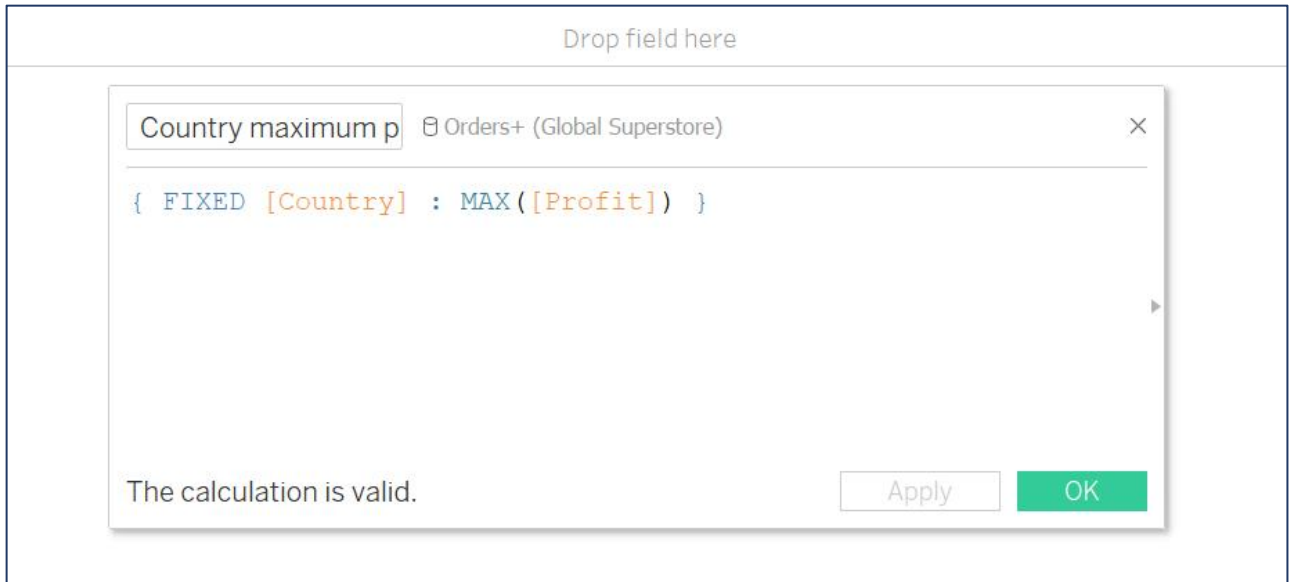 Drop field here
Country maximum p Orders+ (Global Superstore)
{ FIXED [Country] : MAX([Profit]) }
The calculation is valid. Apply OK